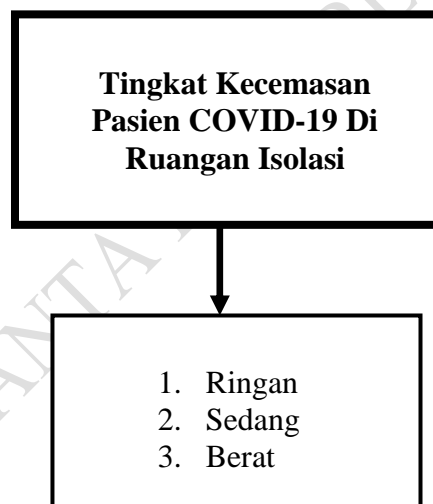 Tingkat Kecemasan
Pasien COVID-19 Di
Ruangan Isolasi
1. Ringan
2. Sedang
3. Berat